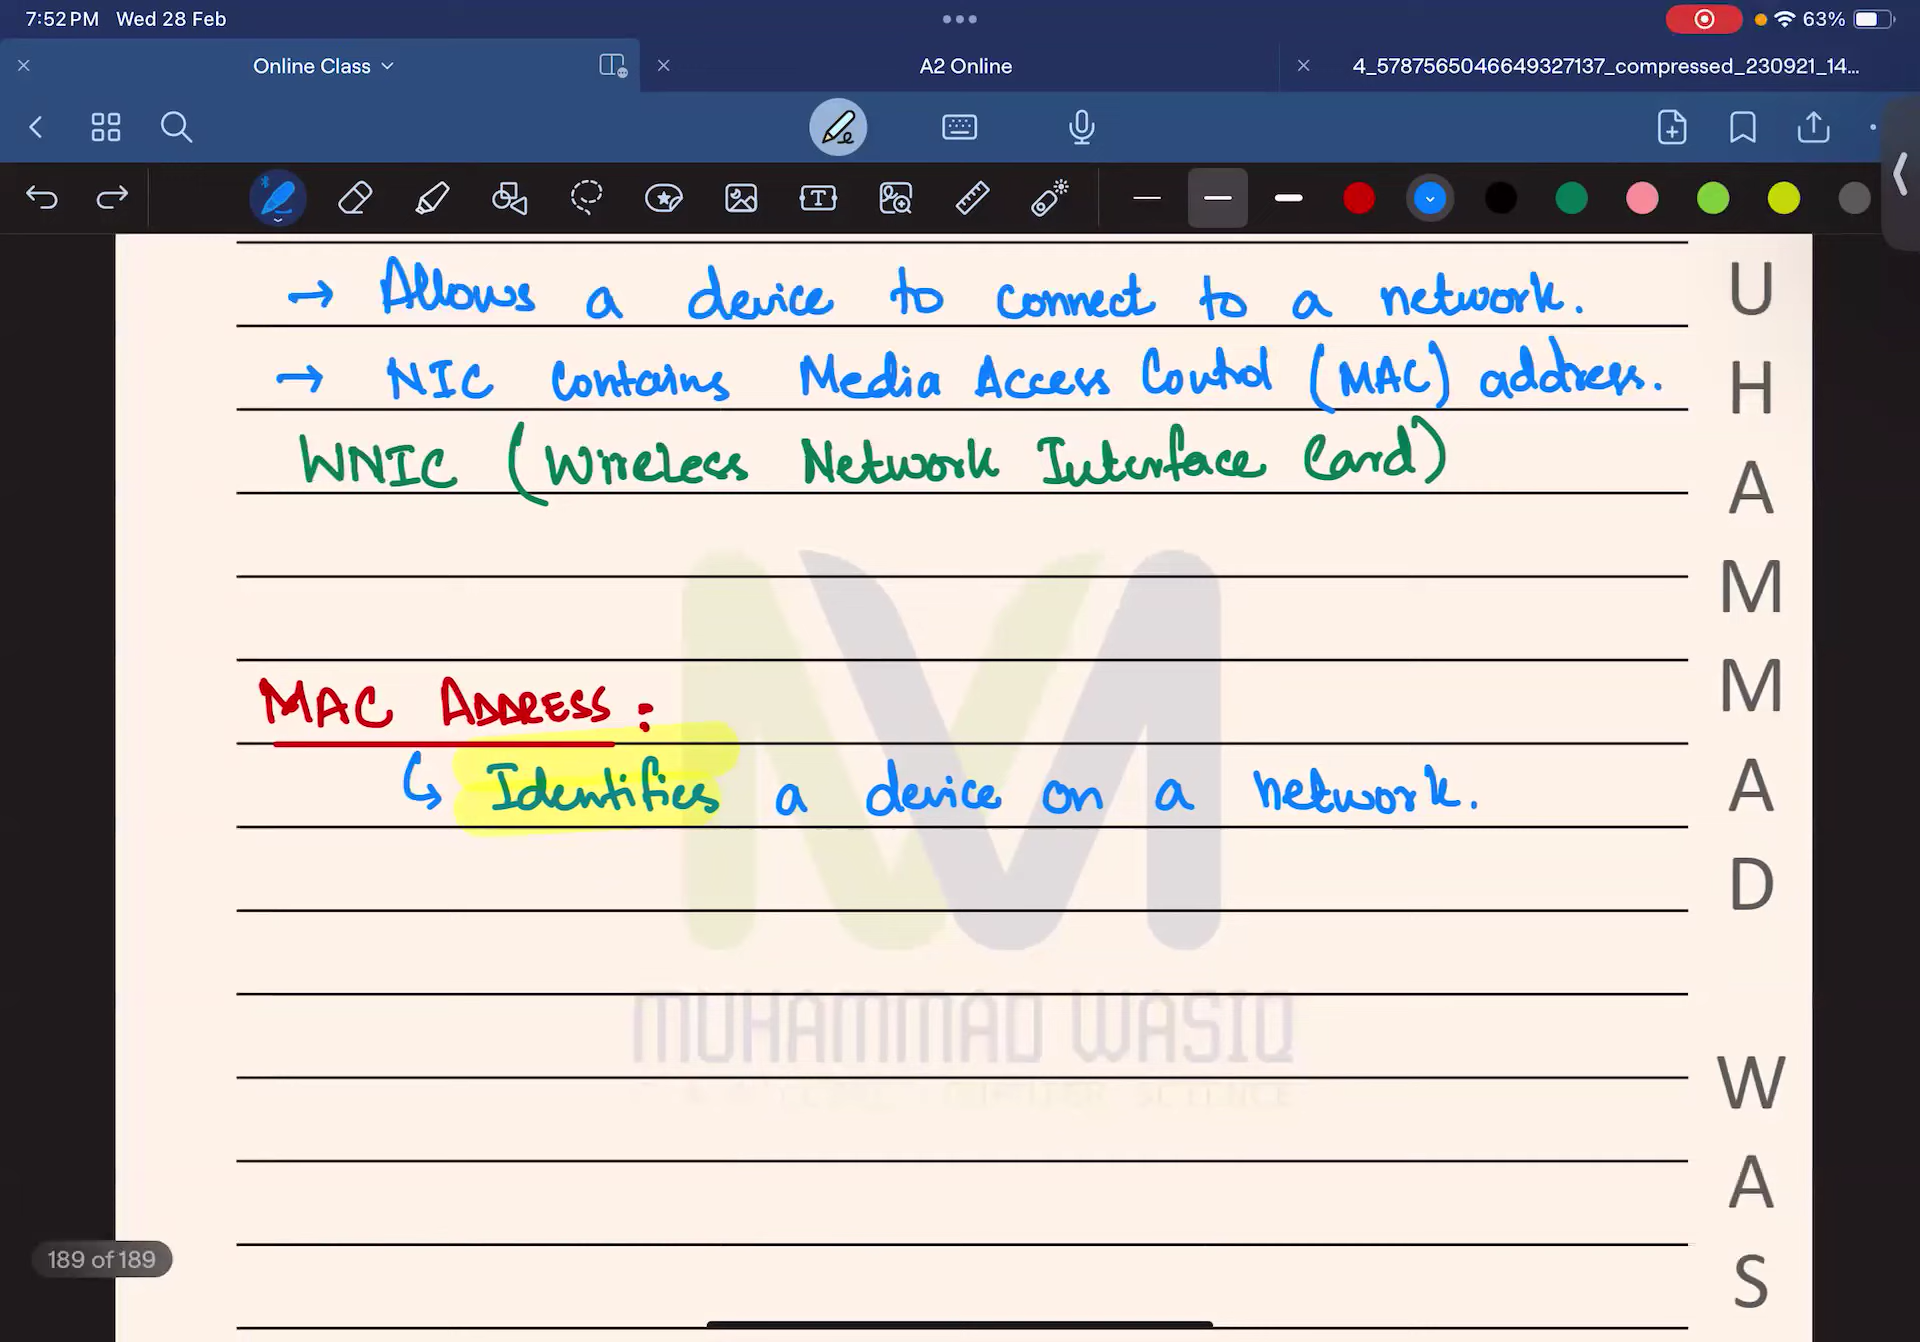 7:52 PM Wed 28 Feb
63%
Online Class
A2 Online
4_5787565046649327137_compressed_230921_14...
→ Allows a device to connect to a network.
→ NIC contains Media Access Control (MAC) address.
WNIC (Wireless Network Interface Card)
MAC ADDRESS:
↳ Identifies a device on a network.
MUHAMMAD WASIQ
COMPUTER SCIENCE
189 of 189
U
H
A
M
M
A
D
W
A
S